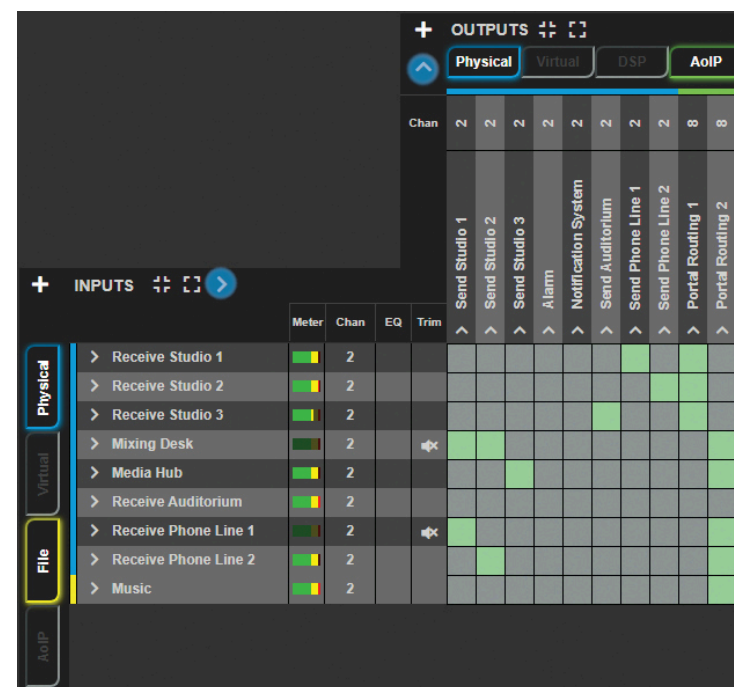 OUTPUTS
Physical Virtual DSP AoIP
Chan 2 2 2 2 2 2 2 2 8 8
Send Studio 1
Send Studio 2
Send Studio 3
Alarm
Notification System
Send Auditorium
Send Phone Line 1
Send Phone Line 2
Portal Routing 1
Portal Routing 2
INPUTS
Meter Chan EQ Trim
Physical
Virtual
File
AoIP
Receive Studio 1 2
Receive Studio 2 2
Receive Studio 3 2
Mixing Desk 2
Media Hub 2
Receive Auditorium 2
Receive Phone Line 1 2
Receive Phone Line 2 2
Music 2